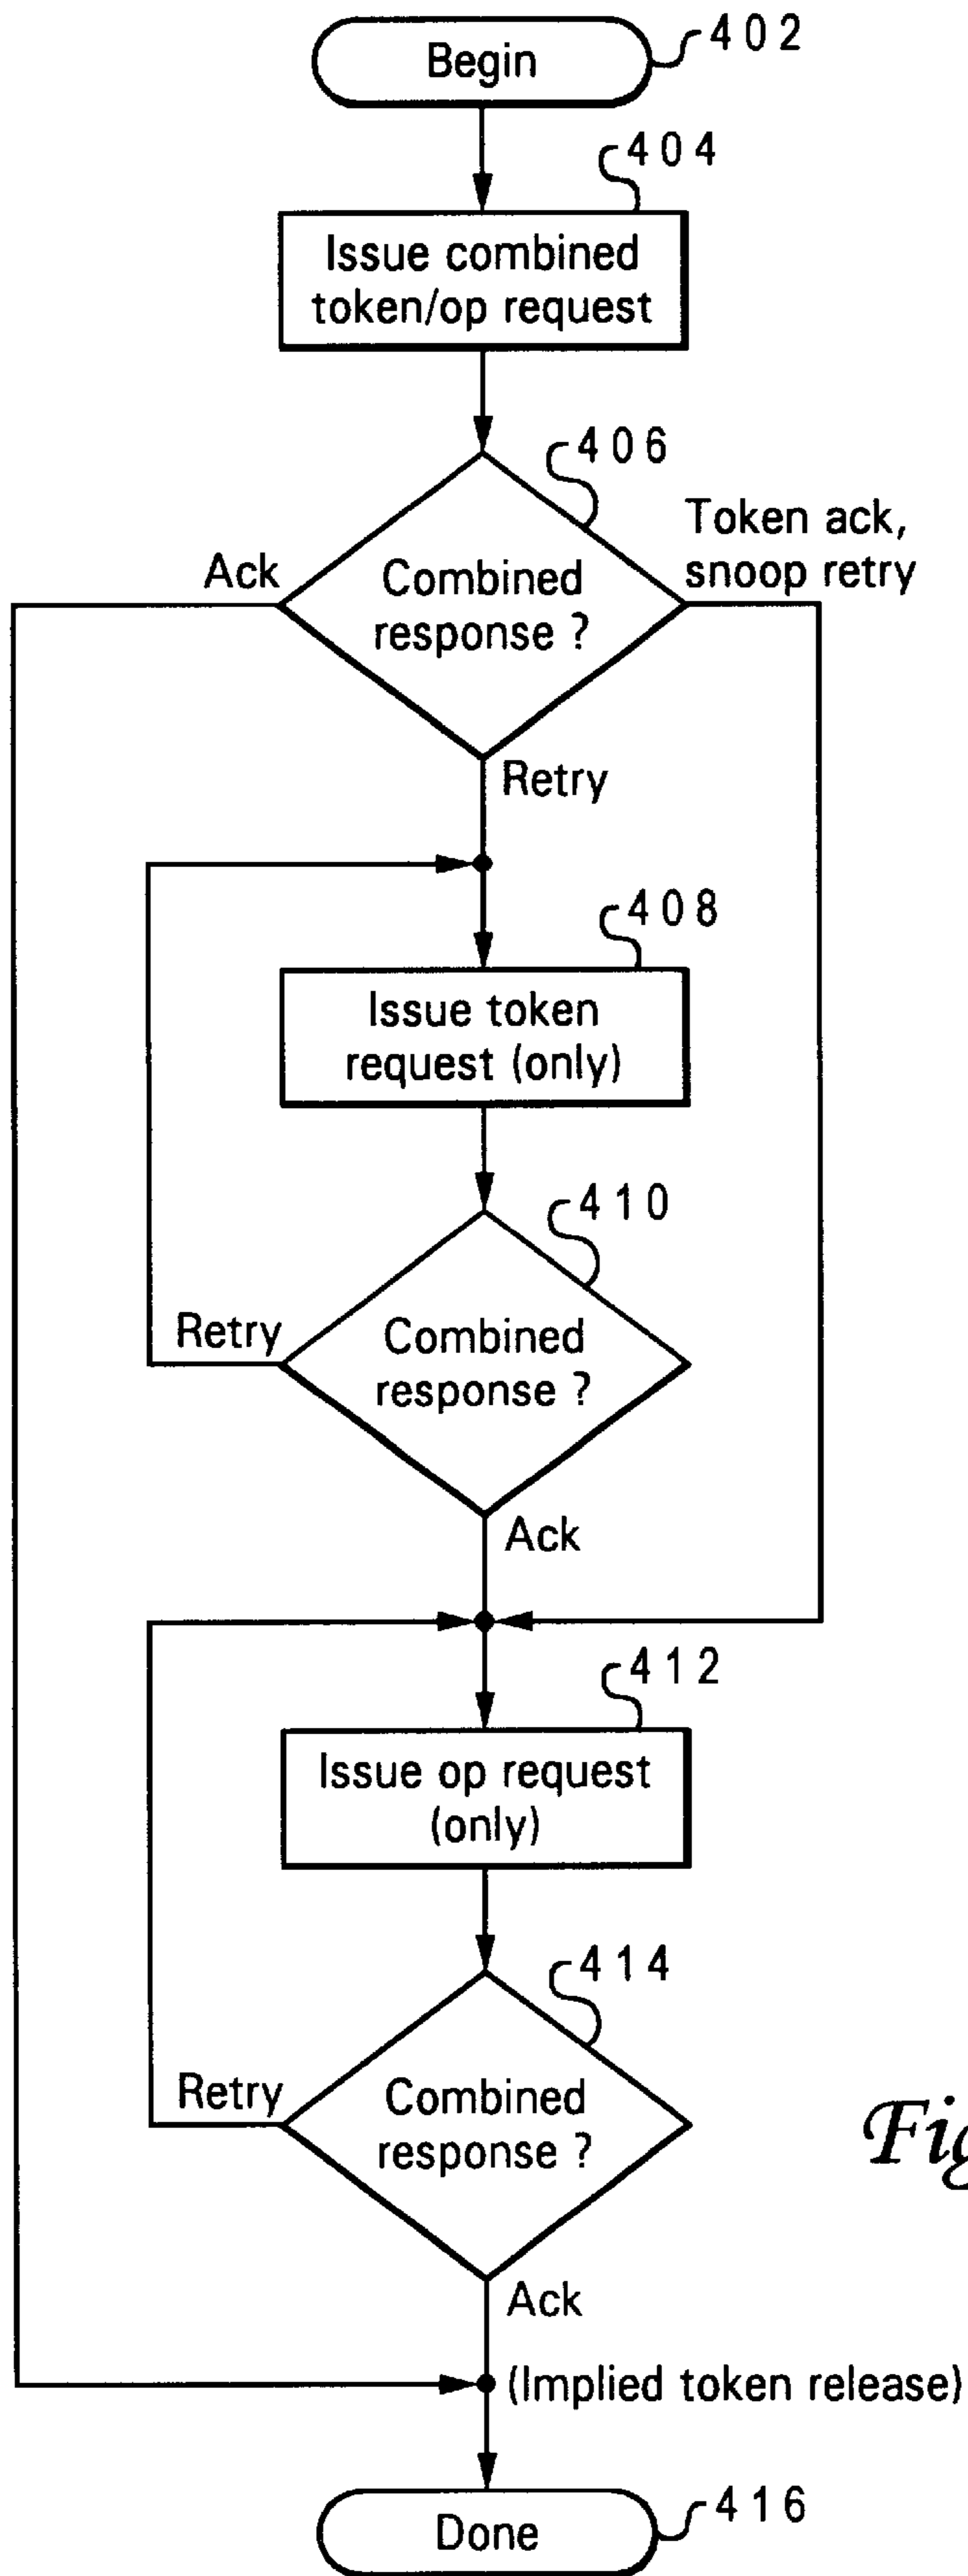 Begin
402
404
Issue combined
token/op request
406
Ack
Combined
response ?
Token ack,
snoop retry
Retry
408
Issue token
request (only)
410
Retry
Combined
response ?
Ack
412
Issue op request
(only)
414
Retry
Combined
response ?
Ack
(Implied token release)
Done
416